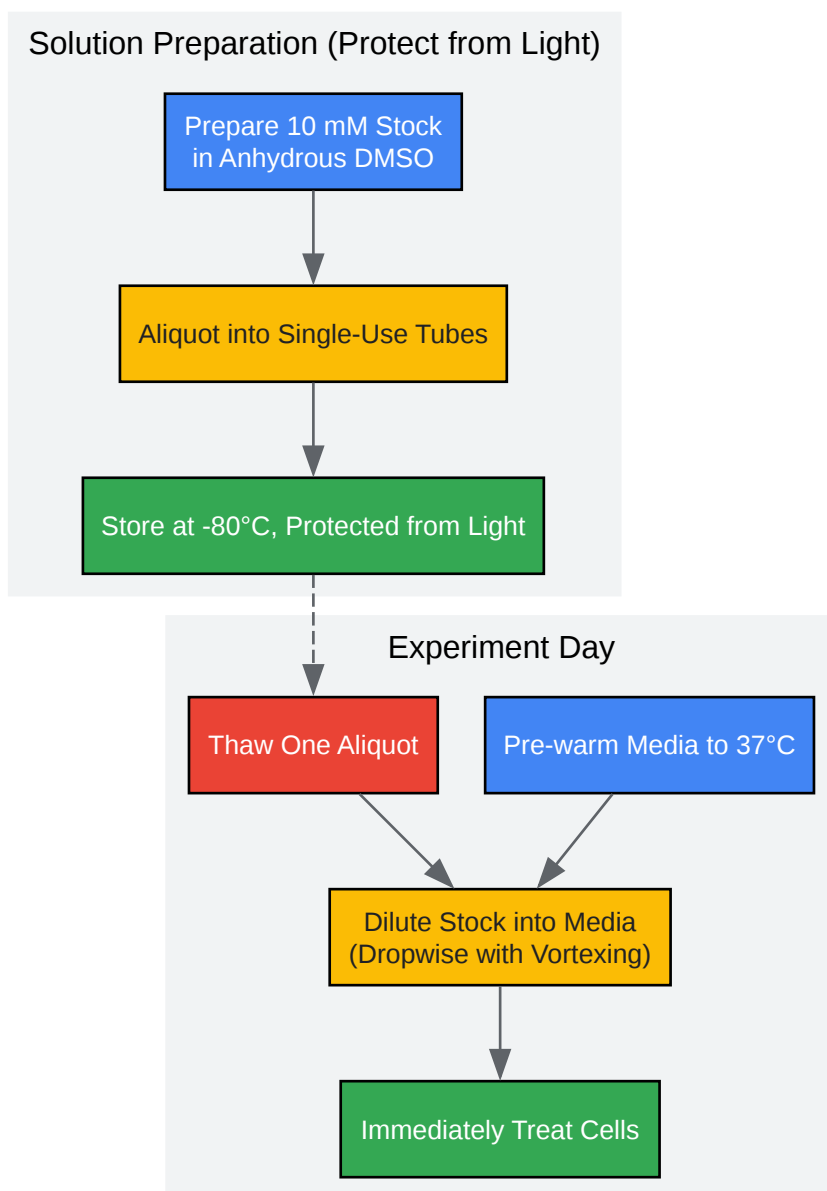 Solution Preparation (Protect from Light)
Prepare 10 mM Stock
in Anhydrous DMSO
Aliquot into Single-Use Tubes
Store at -80°C, Protected from Light
Experiment Day
Thaw One Aliquot
Pre-warm Media to 37°C
Dilute Stock into Media
(Dropwise with Vortexing)
Immediately Treat Cells